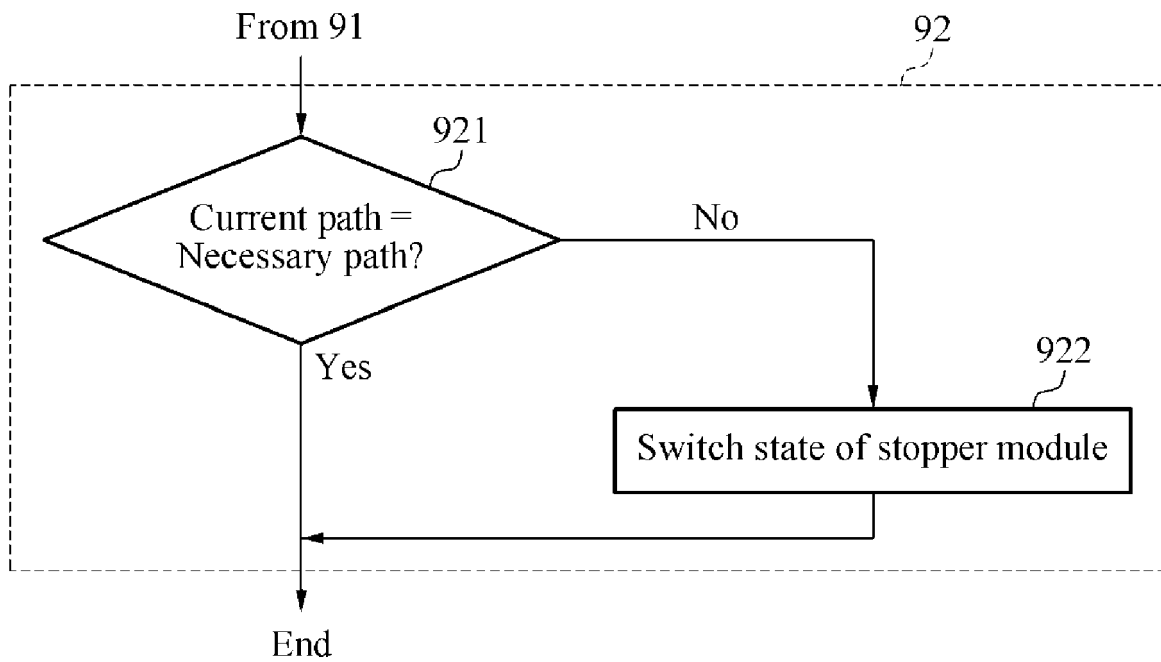 From 91
92
921
Current path =
Necessary path?
No
Yes
922
Switch state of stopper module
End